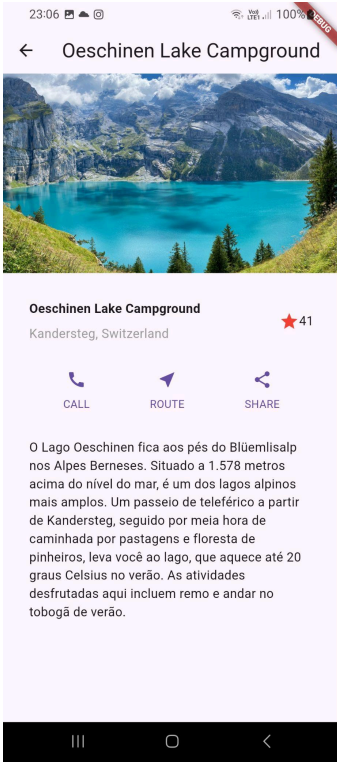 23:06 Vo) LTE1 100%
DEBUG
Oeschinen Lake Campground
Oeschinen Lake Campground
Kandersteg, Switzerland
41
CALL ROUTE SHARE
O Lago Oeschinen fica aos pés do Blüemlisalp
nos Alpes Berneses. Situado a 1.578 metros
acima do nível do mar, é um dos lagos alpinos
mais amplos. Um passeio de teleférico a partir
de Kandersteg, seguido por meia hora de
caminhada por pastagens e floresta de
pinheiros, leva você ao lago, que aquece até 20
graus Celsius no verão. As atividades
desfrutadas aqui incluem remo e andar no
tobogã de verão.